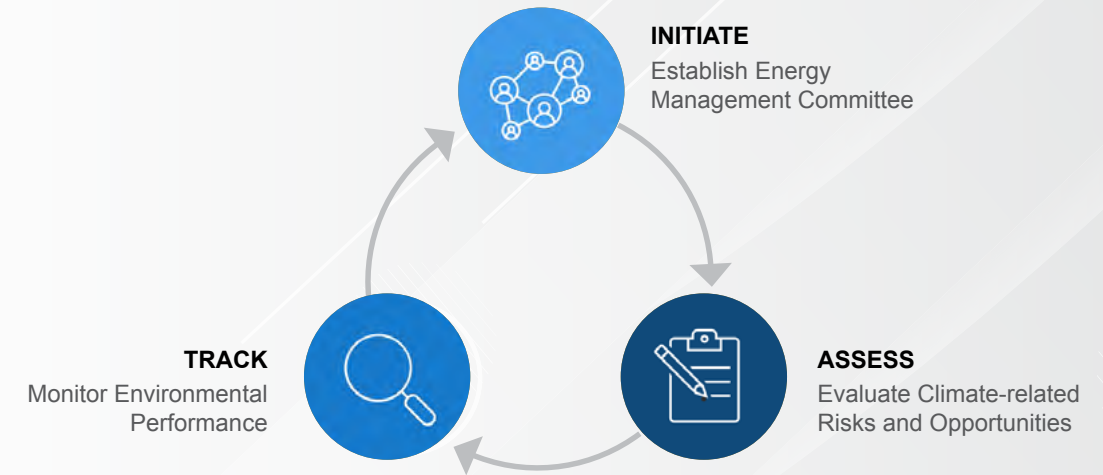 INITIATE
Establish Energy
Management Committee
ASSESS
Evaluate Climate-related
Risks and Opportunities
TRACK
Monitor Environmental
Performance